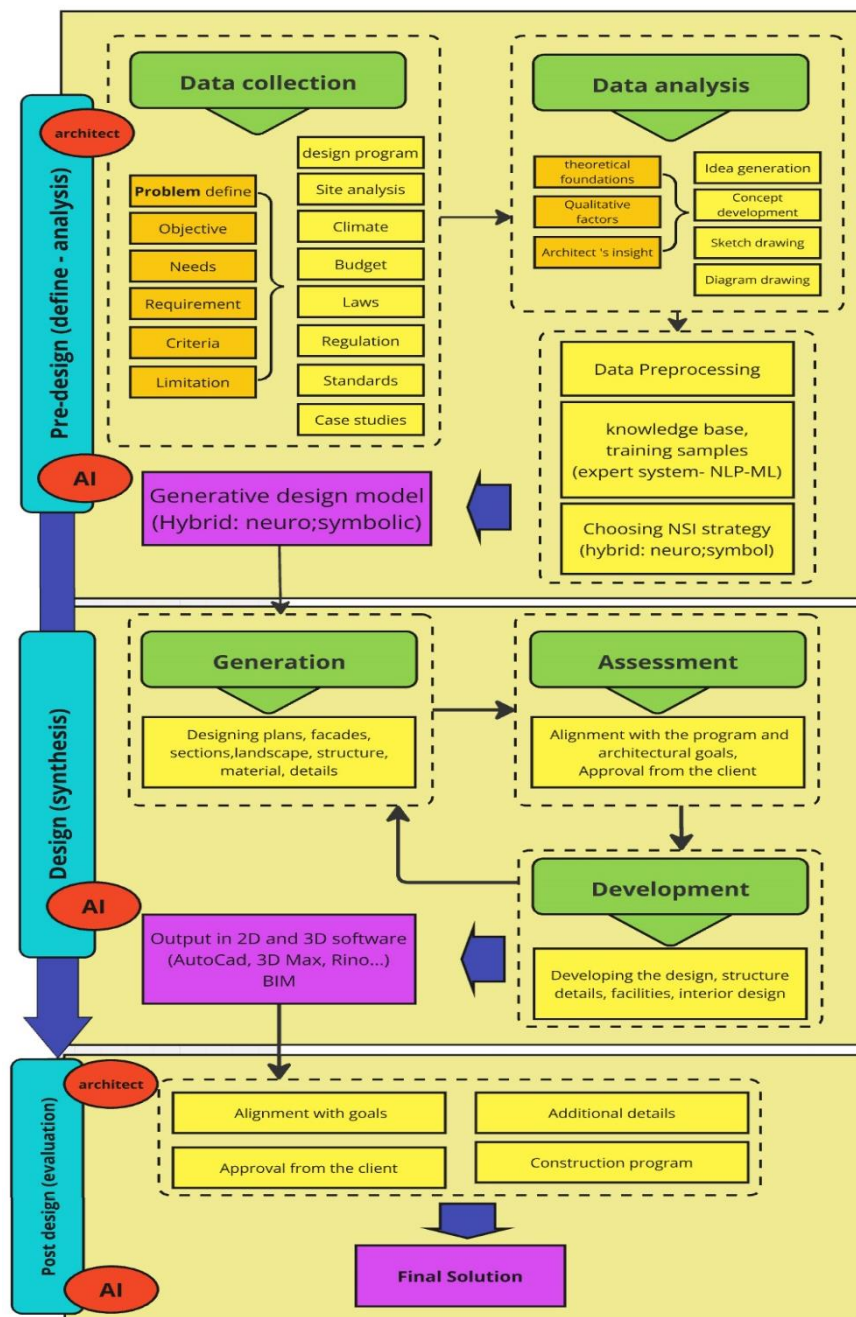 Pre-design (define - analysis)
architect
AI
Data collection
Problem define
Objective
Needs
Requirement
Criteria
Limitation
design program
Site analysis
Climate
Budget
Laws
Regulation
Standards
Case studies
Data analysis
theoretical
foundations
Qualitative
factors
Architect 's insight
Idea generation
Concept
development
Sketch drawing
Diagram drawing
Data Preprocessing
knowledge base,
training samples
(expert system- NLP-ML)
Choosing NSI strategy
(hybrid: neuro;symbol)
Generative design model
(Hybrid: neuro;symbolic)
Design (synthesis)
AI
Generation
Designing plans, facades,
sections,landscape, structure,
material, details
Assessment
Alignment with the program and
architectural goals,
Approval from the client
Development
Developing the design, structure
details, facilities, interior design
Output in 2D and 3D software
(AutoCad, 3D Max, Rino...)
BIM
Post design (evaluation)
architect
AI
Alignment with goals
Additional details
Approval from the client
Construction program
Final Solution